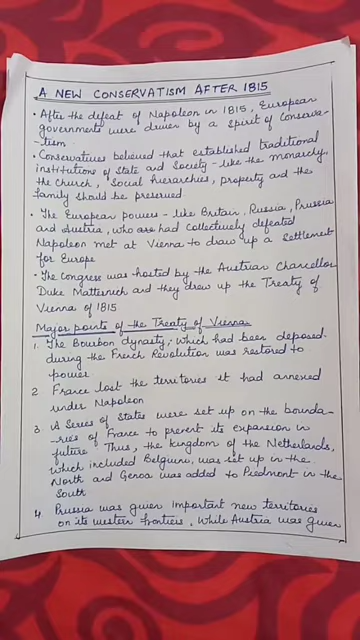 A NEW CONSERVATISM AFTER 1815
• After the defeat of Napoleon in 1815, European
governments were driven by a spirit of Conserva-
-tism
• Conservatives believed that established traditional
institutions of State and Society - like the monarchy,
the Church, Social hierarchies, property and the
family should be preserved
• The European powers - like Britain, Russia, Prussia
and Austria, who are had collectively defeated
Napoleon met at Vienna to draw up a Settlement
for Europe
• The Congress was hosted by the Austrian Chancellor
Duke Matternich and they drew up the Treaty of
Vienna of 1815
Major points of the Treaty of Vienna
1. The Bourbon dynasty, which had been deposed
during the French Revolution was restored to
power
2 France lost the territories it had annexed
under Napoleon
3. A Series of States were set up on the bounda-
-ries of France to prevent its expansion in
future Thus, the kingdom of the Netherlands,
which included Belguim, was set up in the
North and Genoa was added to Piedmont in the
South
4. Prussia was given important new territories
on its western frontiers, while Austria was given